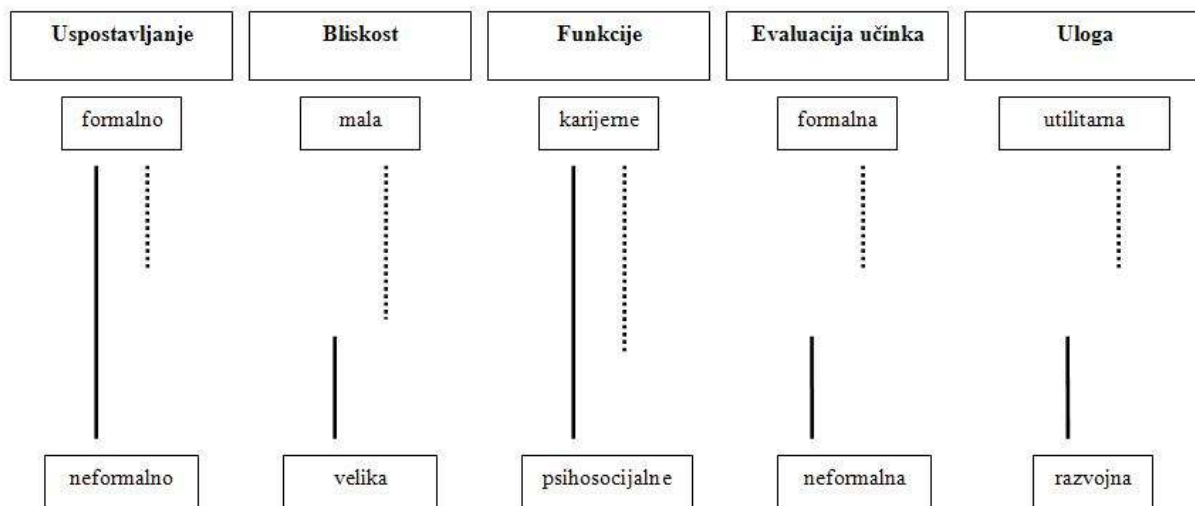 Uspostavljanje
Bliskost
Funkcije
Evaluacija učinka
Uloga
formalno
mala
karijerne
formalna
utilitarna
neformalno
velika
psihosocijalne
neformalna
razvojna